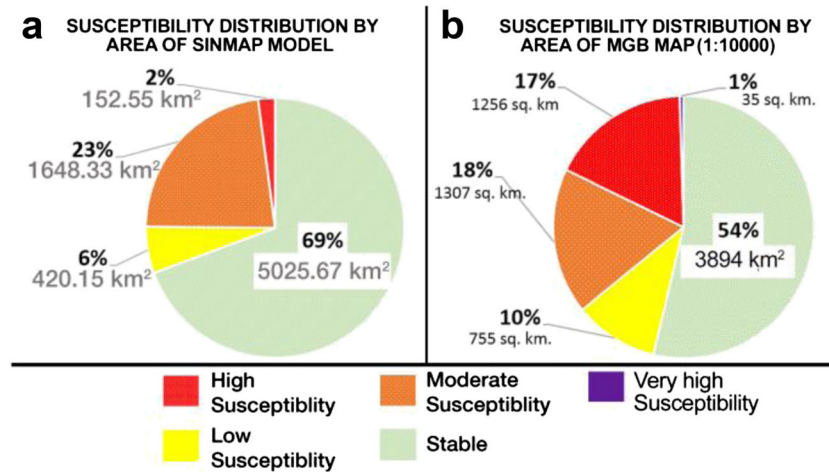 a
SUSCEPTIBILITY DISTRIBUTION BY
AREA OF SINMAP MODEL
2%
152.55 km²
23%
1648.33 km²
6%
420.15 km²
69%
5025.67 km²
b
SUSCEPTIBILITY DISTRIBUTION BY
AREA OF MGB MAP (1:10000)
17%
1256 sq. km
1%
35 sq. km.
18%
1307 sq. km.
54%
3894 km²
10%
755 sq. km.
High
Susceptiblity
Moderate
Susceptiblity
Very high
Susceptibility
Low
Susceptiblity
Stable